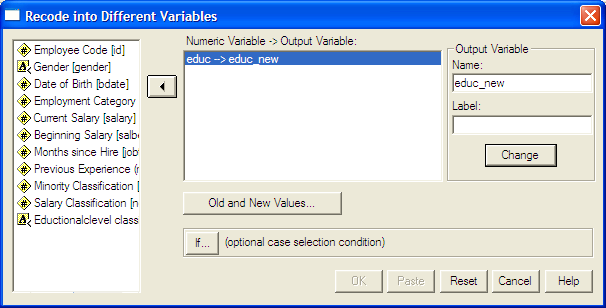 Recode into Different Variables
Employee Code [id]
Gender [gender]
Date of Birth [bdate]
Employment Category
Current Salary [salary]
Beginning Salary [salbe
Months since Hire [jobt
Previous Experience (n
Minority Classification [
Salary Classification [n
Eductionalevel class
Numeric Variable -> Output Variable:
educ --> educ_new
Output Variable
Name:
educ_new
Label:
Change
Old and New Values...
If... (optional case selection condition)
OK Paste Reset Cancel Help